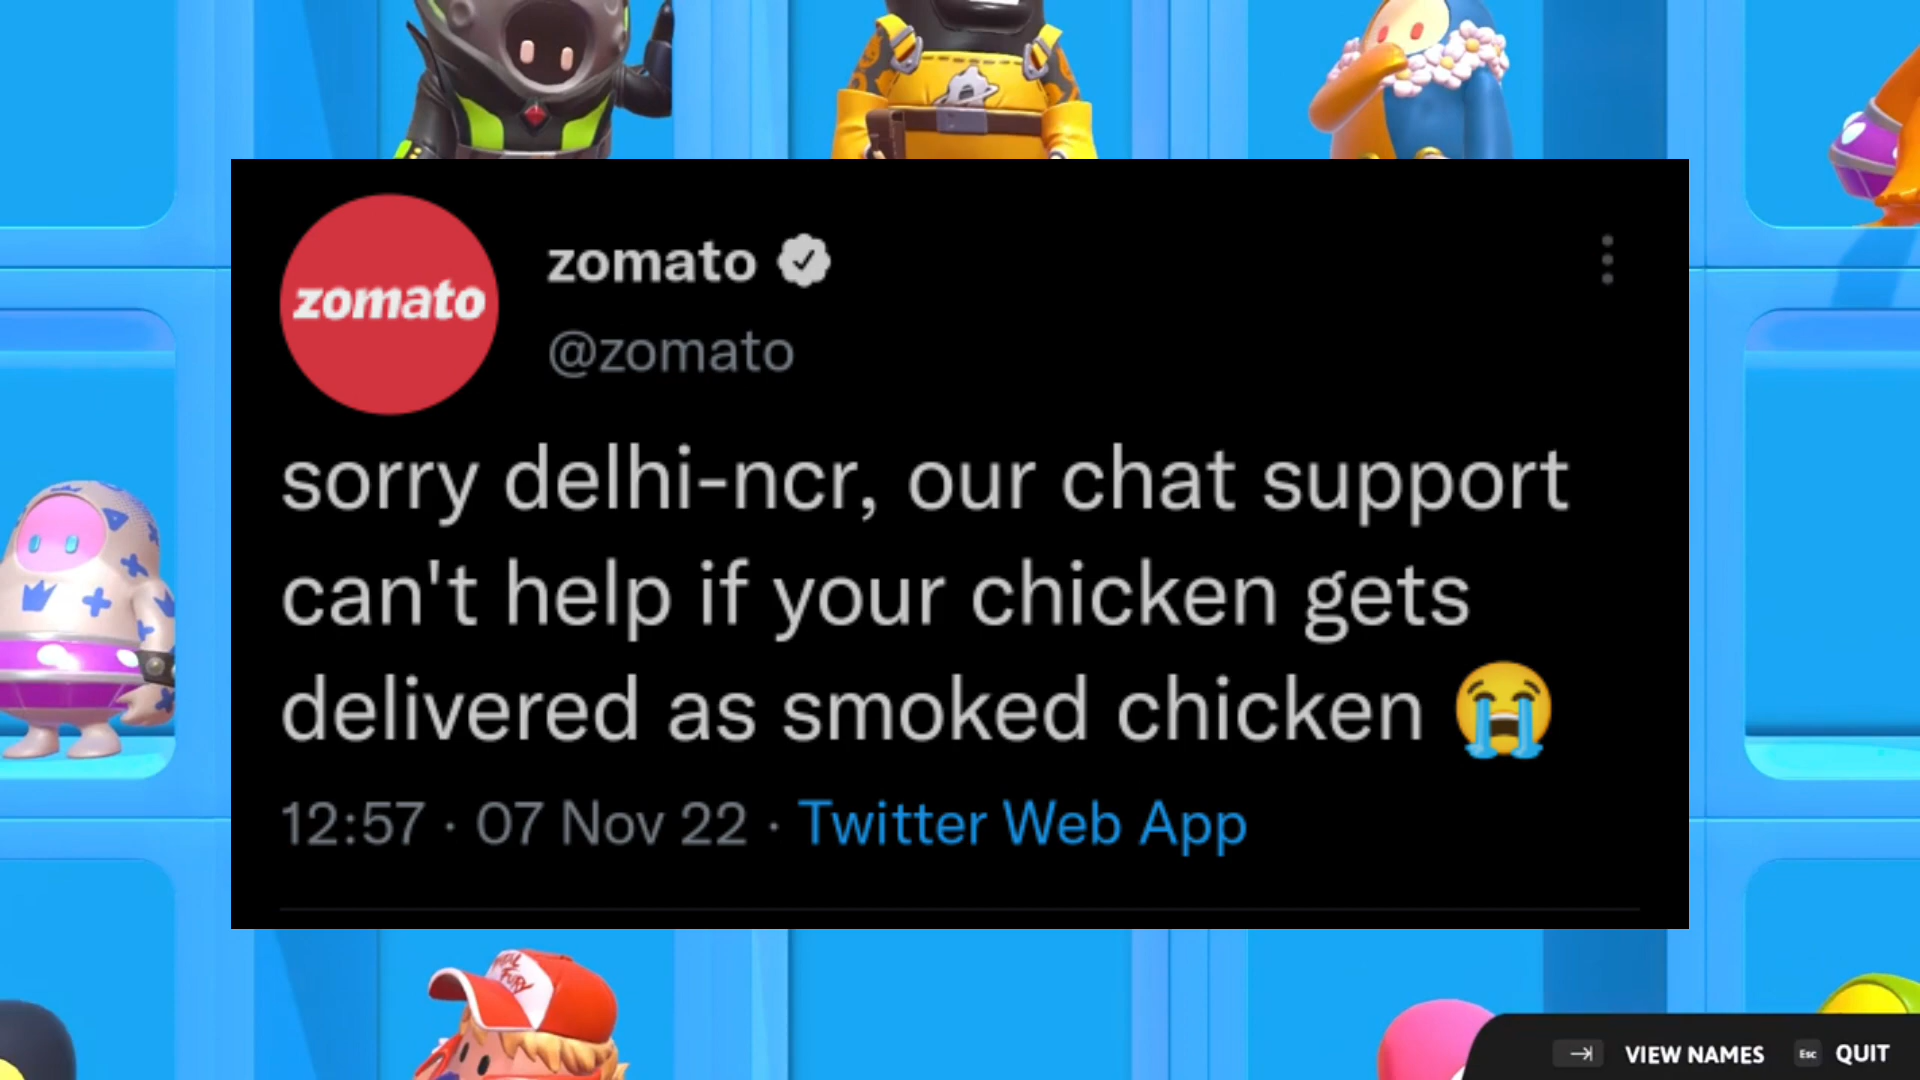 zomato
zomato
@zomato
sorry delhi-ncr, our chat support
can't help if your chicken gets
delivered as smoked chicken 😭
12:57 · 07 Nov 22 · Twitter Web App
FURY
VIEW NAMES
Esc QUIT